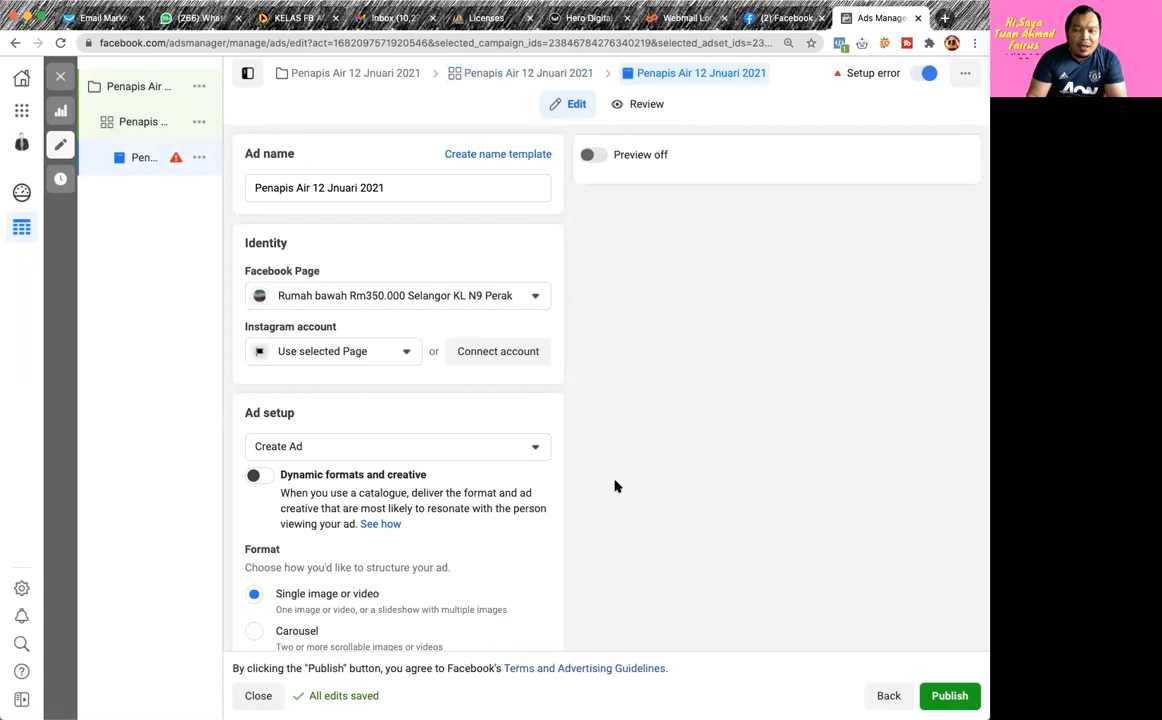 Email Marke
(266) What
KELAS FB A
Inbox (10,2
Licenses
Hero Digital
Webmail Lo
(2) Facebook
Ads Manage
facebook.com/adsmanager/manage/ads/edit?act=1682097571920546&selected_campaign_ids=23846784276340219&selected_adset_ids=23...
Hi,Saya
Tuan Ahmad
Fairus
Penapis Air 12 Jnuari 2021
Penapis Air 12 Jnuari 2021
Penapis Air 12 Jnuari 2021
Setup error
Edit
Review
Penapis Air ...
Penapis ...
Pen...
Ad name
Create name template
Penapis Air 12 Jnuari 2021
Preview off
Identity
Facebook Page
Rumah bawah Rm350.000 Selangor KL N9 Perak
Instagram account
Use selected Page
or
Connect account
Ad setup
Create Ad
Dynamic formats and creative
When you use a catalogue, deliver the format and ad
creative that are most likely to resonate with the person
viewing your ad. See how
Format
Choose how you'd like to structure your ad.
Single image or video
One image or video, or a slideshow with multiple images
Carousel
Two or more scrollable images or videos
By clicking the "Publish" button, you agree to Facebook's Terms and Advertising Guidelines.
Close
All edits saved
Back
Publish